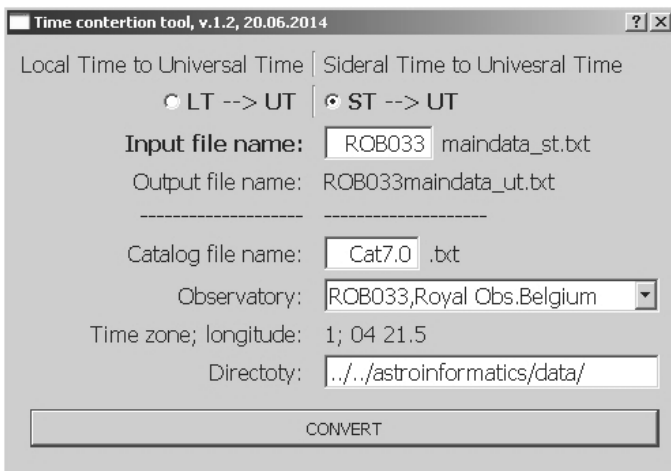 Time contertion tool, v.1.2, 20.06.2014
Local Time to Universal Time Sideral Time to Univesral Time
LT --> UT ST --> UT
Input file name: ROB033 maindata_st.txt
Output file name: ROB033maindata_ut.txt
-------------------- --------------------
Catalog file name: Cat7.0 .txt
Observatory: ROB033,Royal Obs.Belgium
Time zone; longitude: 1; 04 21.5
Directoty: ../../astroinformatics/data/
CONVERT